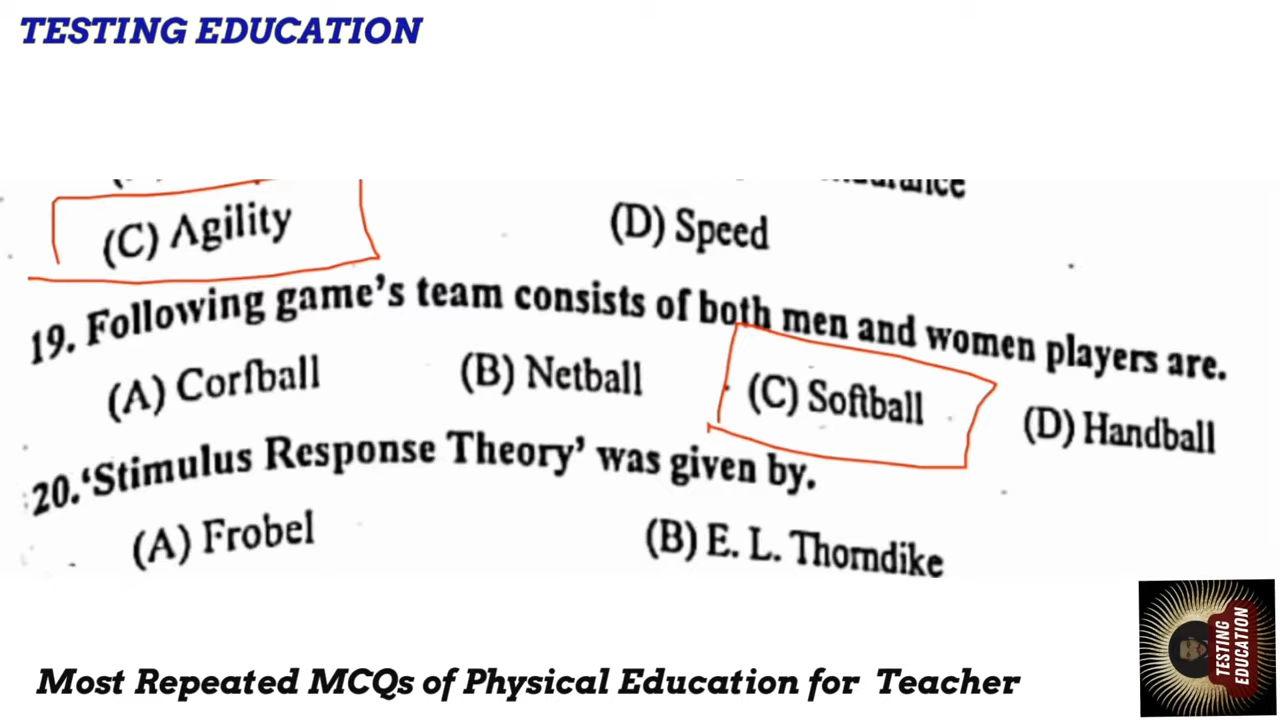 TESTING EDUCATION
(C) Agility (D) Speed
19. Following game's team consists of both men and women players are.
(A) Corfball (B) Netball (C) Softball (D) Handball
20.'Stimulus Response Theory' was given by.
(A) Frobel (B) E. L. Thorndike
TESTING
EDUCATION
Most Repeated MCQs of Physical Education for Teacher